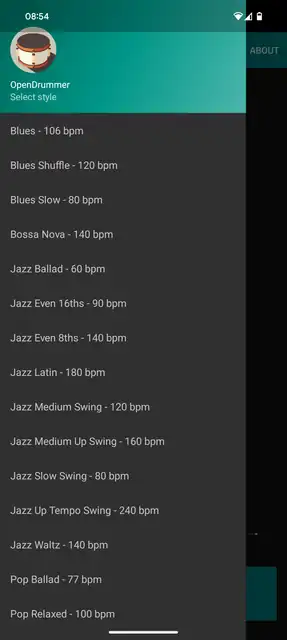 08:54
ABOUT
OpenDrummer
Select style
Blues - 106 bpm
Blues Shuffle - 120 bpm
Blues Slow - 80 bpm
Bossa Nova - 140 bpm
Jazz Ballad - 60 bpm
Jazz Even 16ths - 90 bpm
Jazz Even 8ths - 140 bpm
Jazz Latin - 180 bpm
Jazz Medium Swing - 120 bpm
Jazz Medium Up Swing - 160 bpm
Jazz Slow Swing - 80 bpm
Jazz Up Tempo Swing - 240 bpm
Jazz Waltz - 140 bpm
Pop Ballad - 77 bpm
Pop Relaxed - 100 bpm